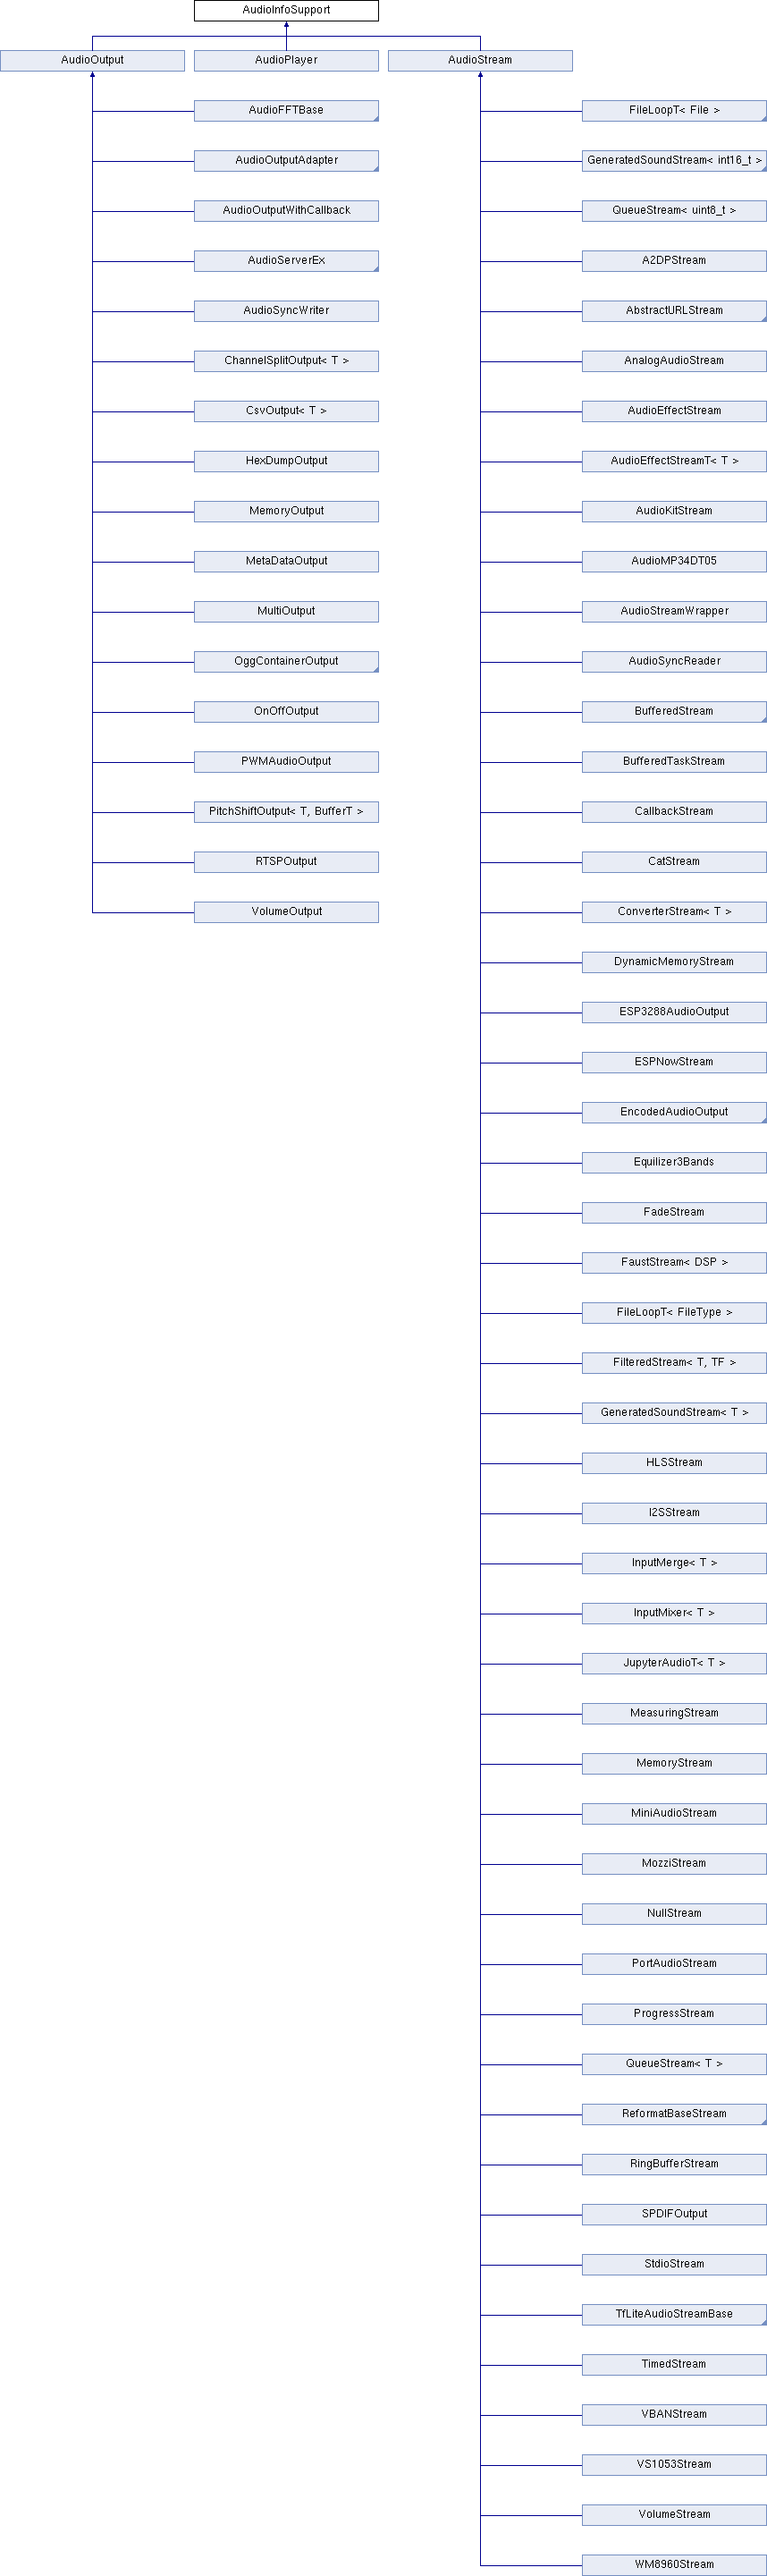 AudioInfoSupport
AudioOutput
AudioPlayer
AudioStream
AudioFFTBase
AudioOutputAdapter
AudioOutputWithCallback
AudioServerEx
AudioSyncWriter
ChannelSplitOutput< T >
CsvOutput< T >
HexDumpOutput
MemoryOutput
MetaDataOutput
MultiOutput
OggContainerOutput
OnOffOutput
PWMAudioOutput
PitchShiftOutput< T, BufferT >
RTSPOutput
VolumeOutput
FileLoopT< File >
GeneratedSoundStream< int16_t >
QueueStream< uint8_t >
A2DPStream
AbstractURLStream
AnalogAudioStream
AudioEffectStream
AudioEffectStreamT< T >
AudioKitStream
AudioMP34DT05
AudioStreamWrapper
AudioSyncReader
BufferedStream
BufferedTaskStream
CallbackStream
CatStream
ConverterStream< T >
DynamicMemoryStream
ESP3288AudioOutput
ESPNowStream
EncodedAudioOutput
Equilizer3Bands
FadeStream
FaustStream< DSP >
FileLoopT< FileType >
FilteredStream< T, TF >
GeneratedSoundStream< T >
HLSStream
I2SStream
InputMerge< T >
InputMixer< T >
JupyterAudioT< T >
MeasuringStream
MemoryStream
MiniAudioStream
MozziStream
NullStream
PortAudioStream
ProgressStream
QueueStream< T >
ReformatBaseStream
RingBufferStream
SPDIFOutput
StdioStream
TfLiteAudioStreamBase
TimedStream
VBANStream
VS1053Stream
VolumeStream
WM8960Stream